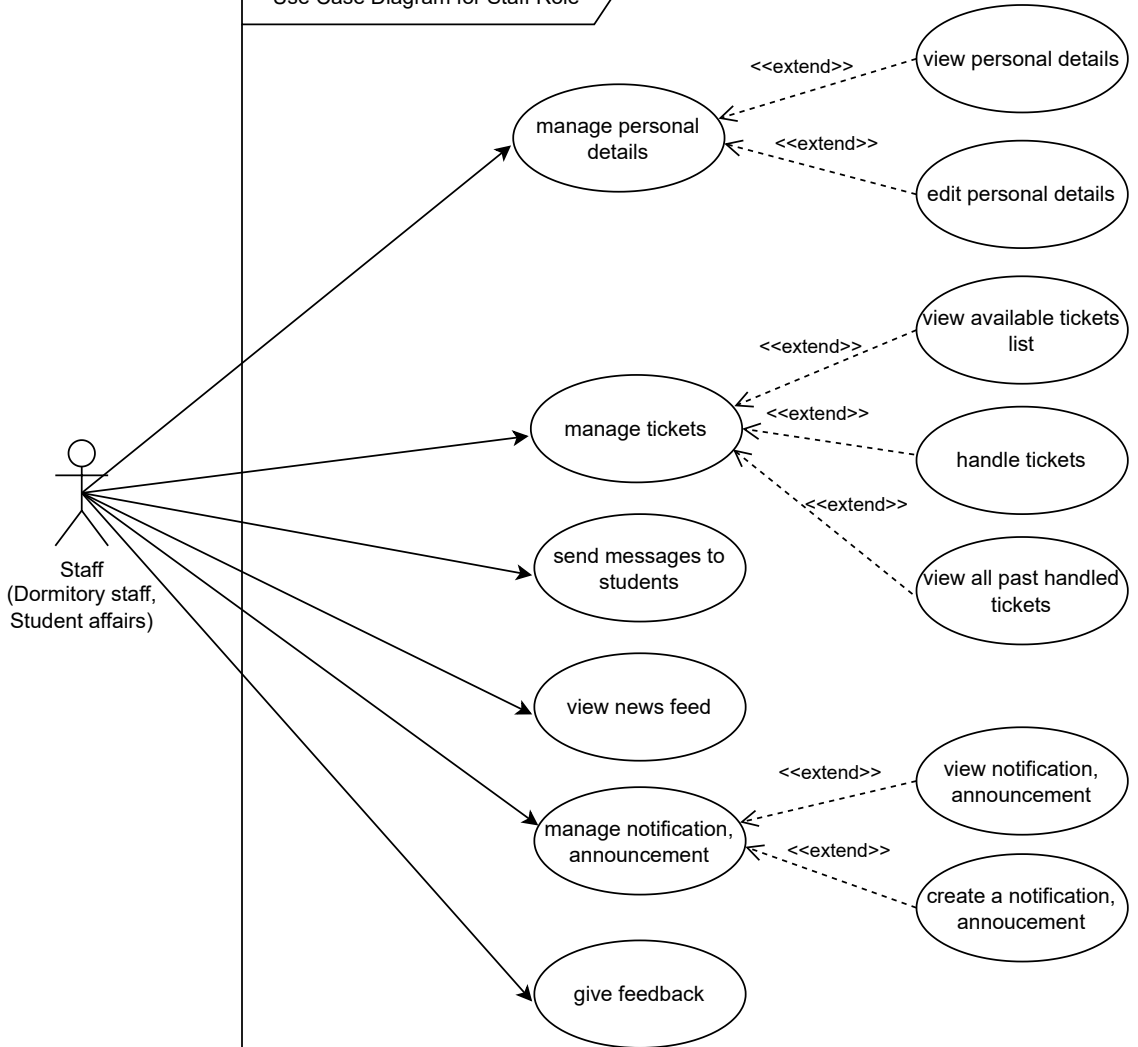 Use Case Diagram for Staff Role
view personal details
<<extend>>
manage personal
details
<<extend>>
edit personal details
view available tickets
list
<<extend>>
<<extend>>
manage tickets
handle tickets
<<extend>>
send messages to
students
view all past handled
tickets
Staff
(Dormitory staff,
Student affairs)
view news feed
view notification,
announcement
<<extend>>
manage notification,
announcement
<<extend>>
create a notification,
annoucement
give feedback